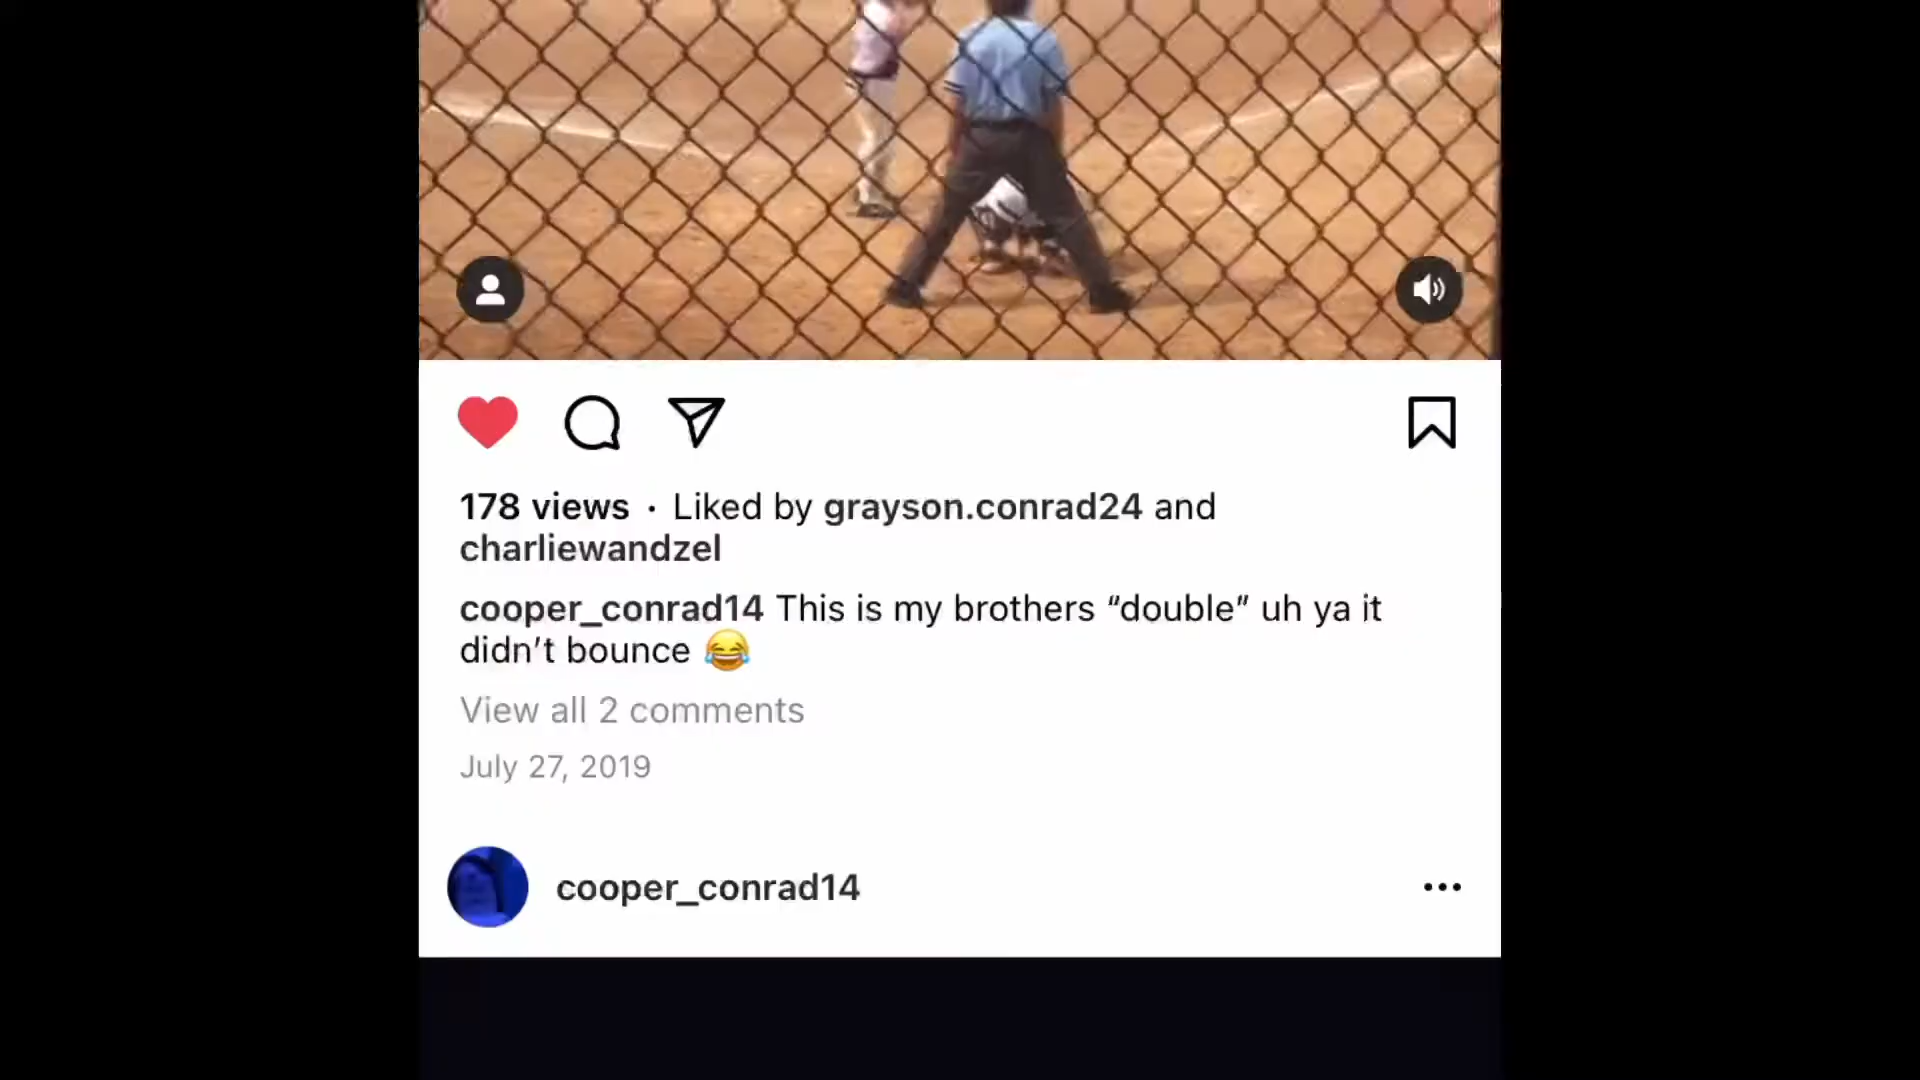 178 views · Liked by grayson.conrad24 and
charliewandzel
cooper_conrad14 This is my brothers “double” uh ya it
didn’t bounce 😂
View all 2 comments
July 27, 2019
cooper_conrad14